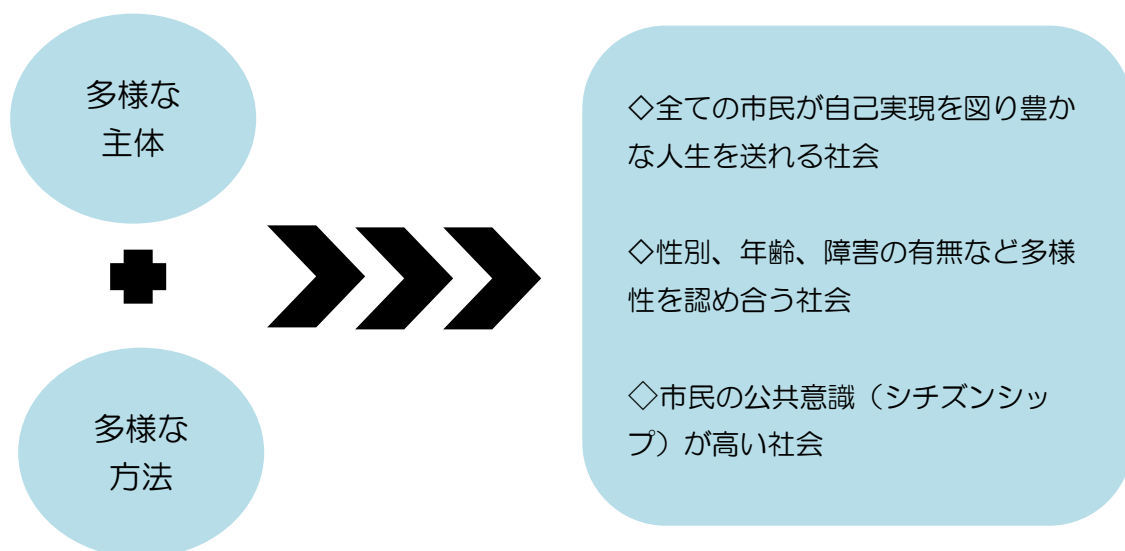 多様な
主体
多様な
方法
◇全ての市民が自己実現を図り豊か
な人生を送れる社会
◇性別、年齢、障害の有無など多様
性を認め合う社会
◇市民の公共意識（シチズンシッ
プ）が高い社会